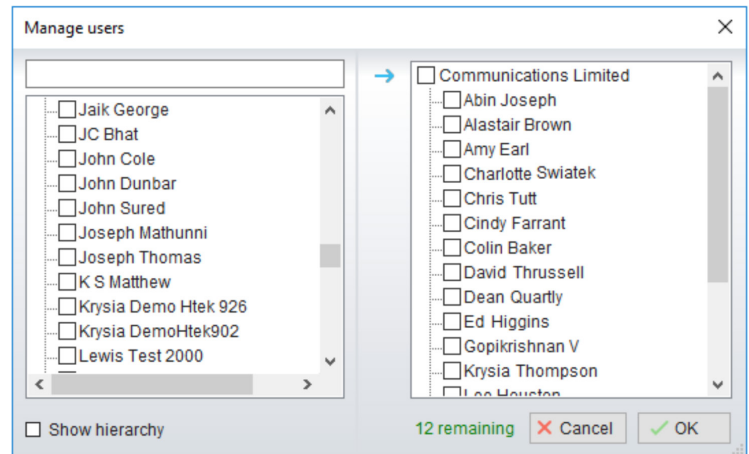 Manage users
Jaik George
JC Bhat
John Cole
John Dunbar
John Sured
Joseph Mathunni
Joseph Thomas
K S Matthew
Krysia Demo Htek 926
Krysia DemoHtek902
Lewis Test 2000
Show hierarchy
Communications Limited
Abin Joseph
Alastair Brown
Amy Earl
Charlotte Swiatek
Chris Tutt
Cindy Farrant
Colin Baker
David Thrussell
Dean Quartly
Ed Higgins
Gopikrishnan V
Krysia Thompson
12 remaining
Cancel
OK